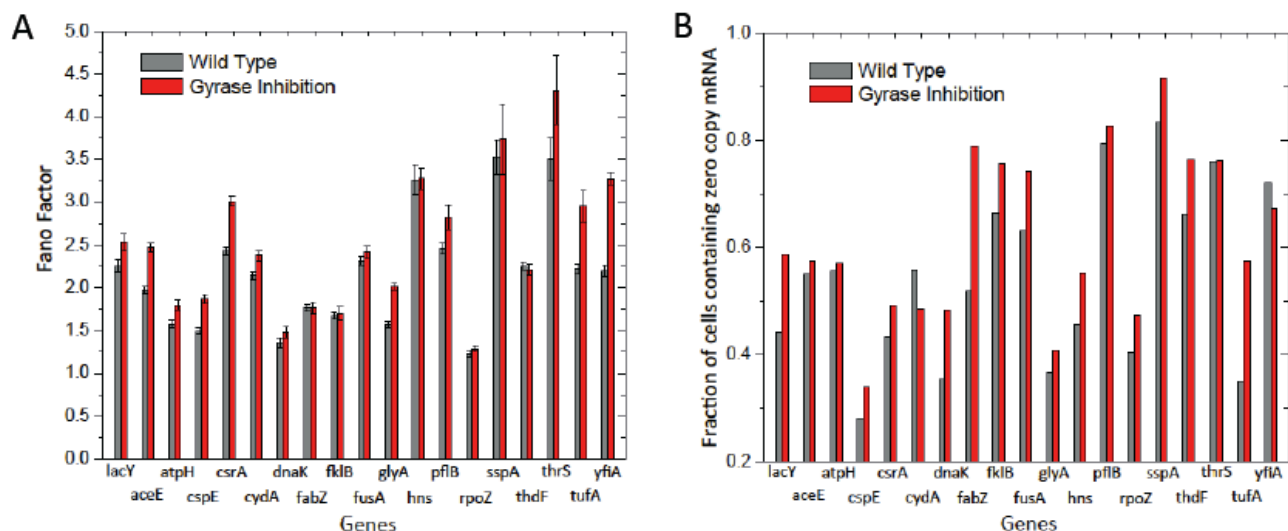 A
Fano Factor
5.0
4.5
4.0
3.5
3.0
2.5
2.0
1.5
1.0
0.5
0.0
Wild Type
Gyrase Inhibition
lacY atpH csrA dnaK fklB glyA pflB sspA thrS yfiA
aceE cspE cydA fabZ fusA hns rpoZ thdF tufA
Genes
B
Fraction of cells containing zero copy mRNA
1.0
0.8
0.6
0.4
0.2
Wild Type
Gyrase Inhibition
lacY atpH csrA dnaK fklB glyA pflB sspA thrS yfiA
aceE cspE cydA fabZ fusA hns rpoZ thdF tufA
Genes